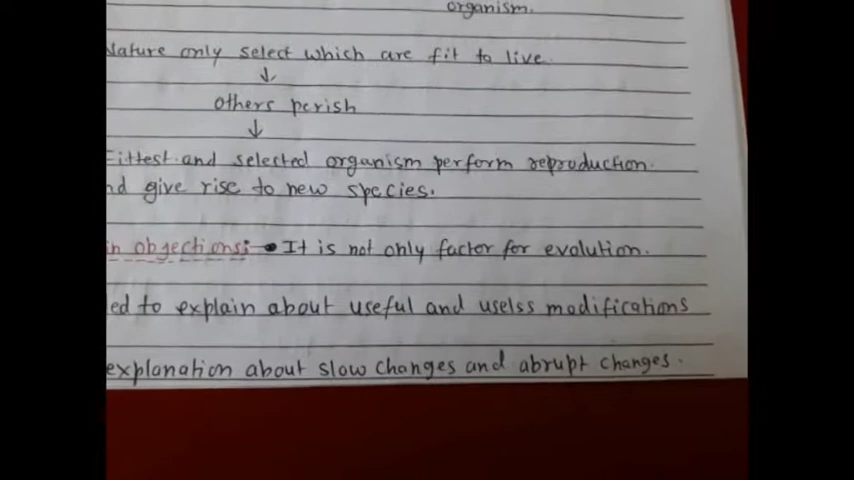 organism.
Nature only select which are fit to live.
↓
others perish
↓
Fittest and selected organism perform reproduction.
nd give rise to new species.
in obgections:→ It is not only factor for evolution.
ed to explain about useful and uselss modifications
explanation about slow changes and abrupt changes.